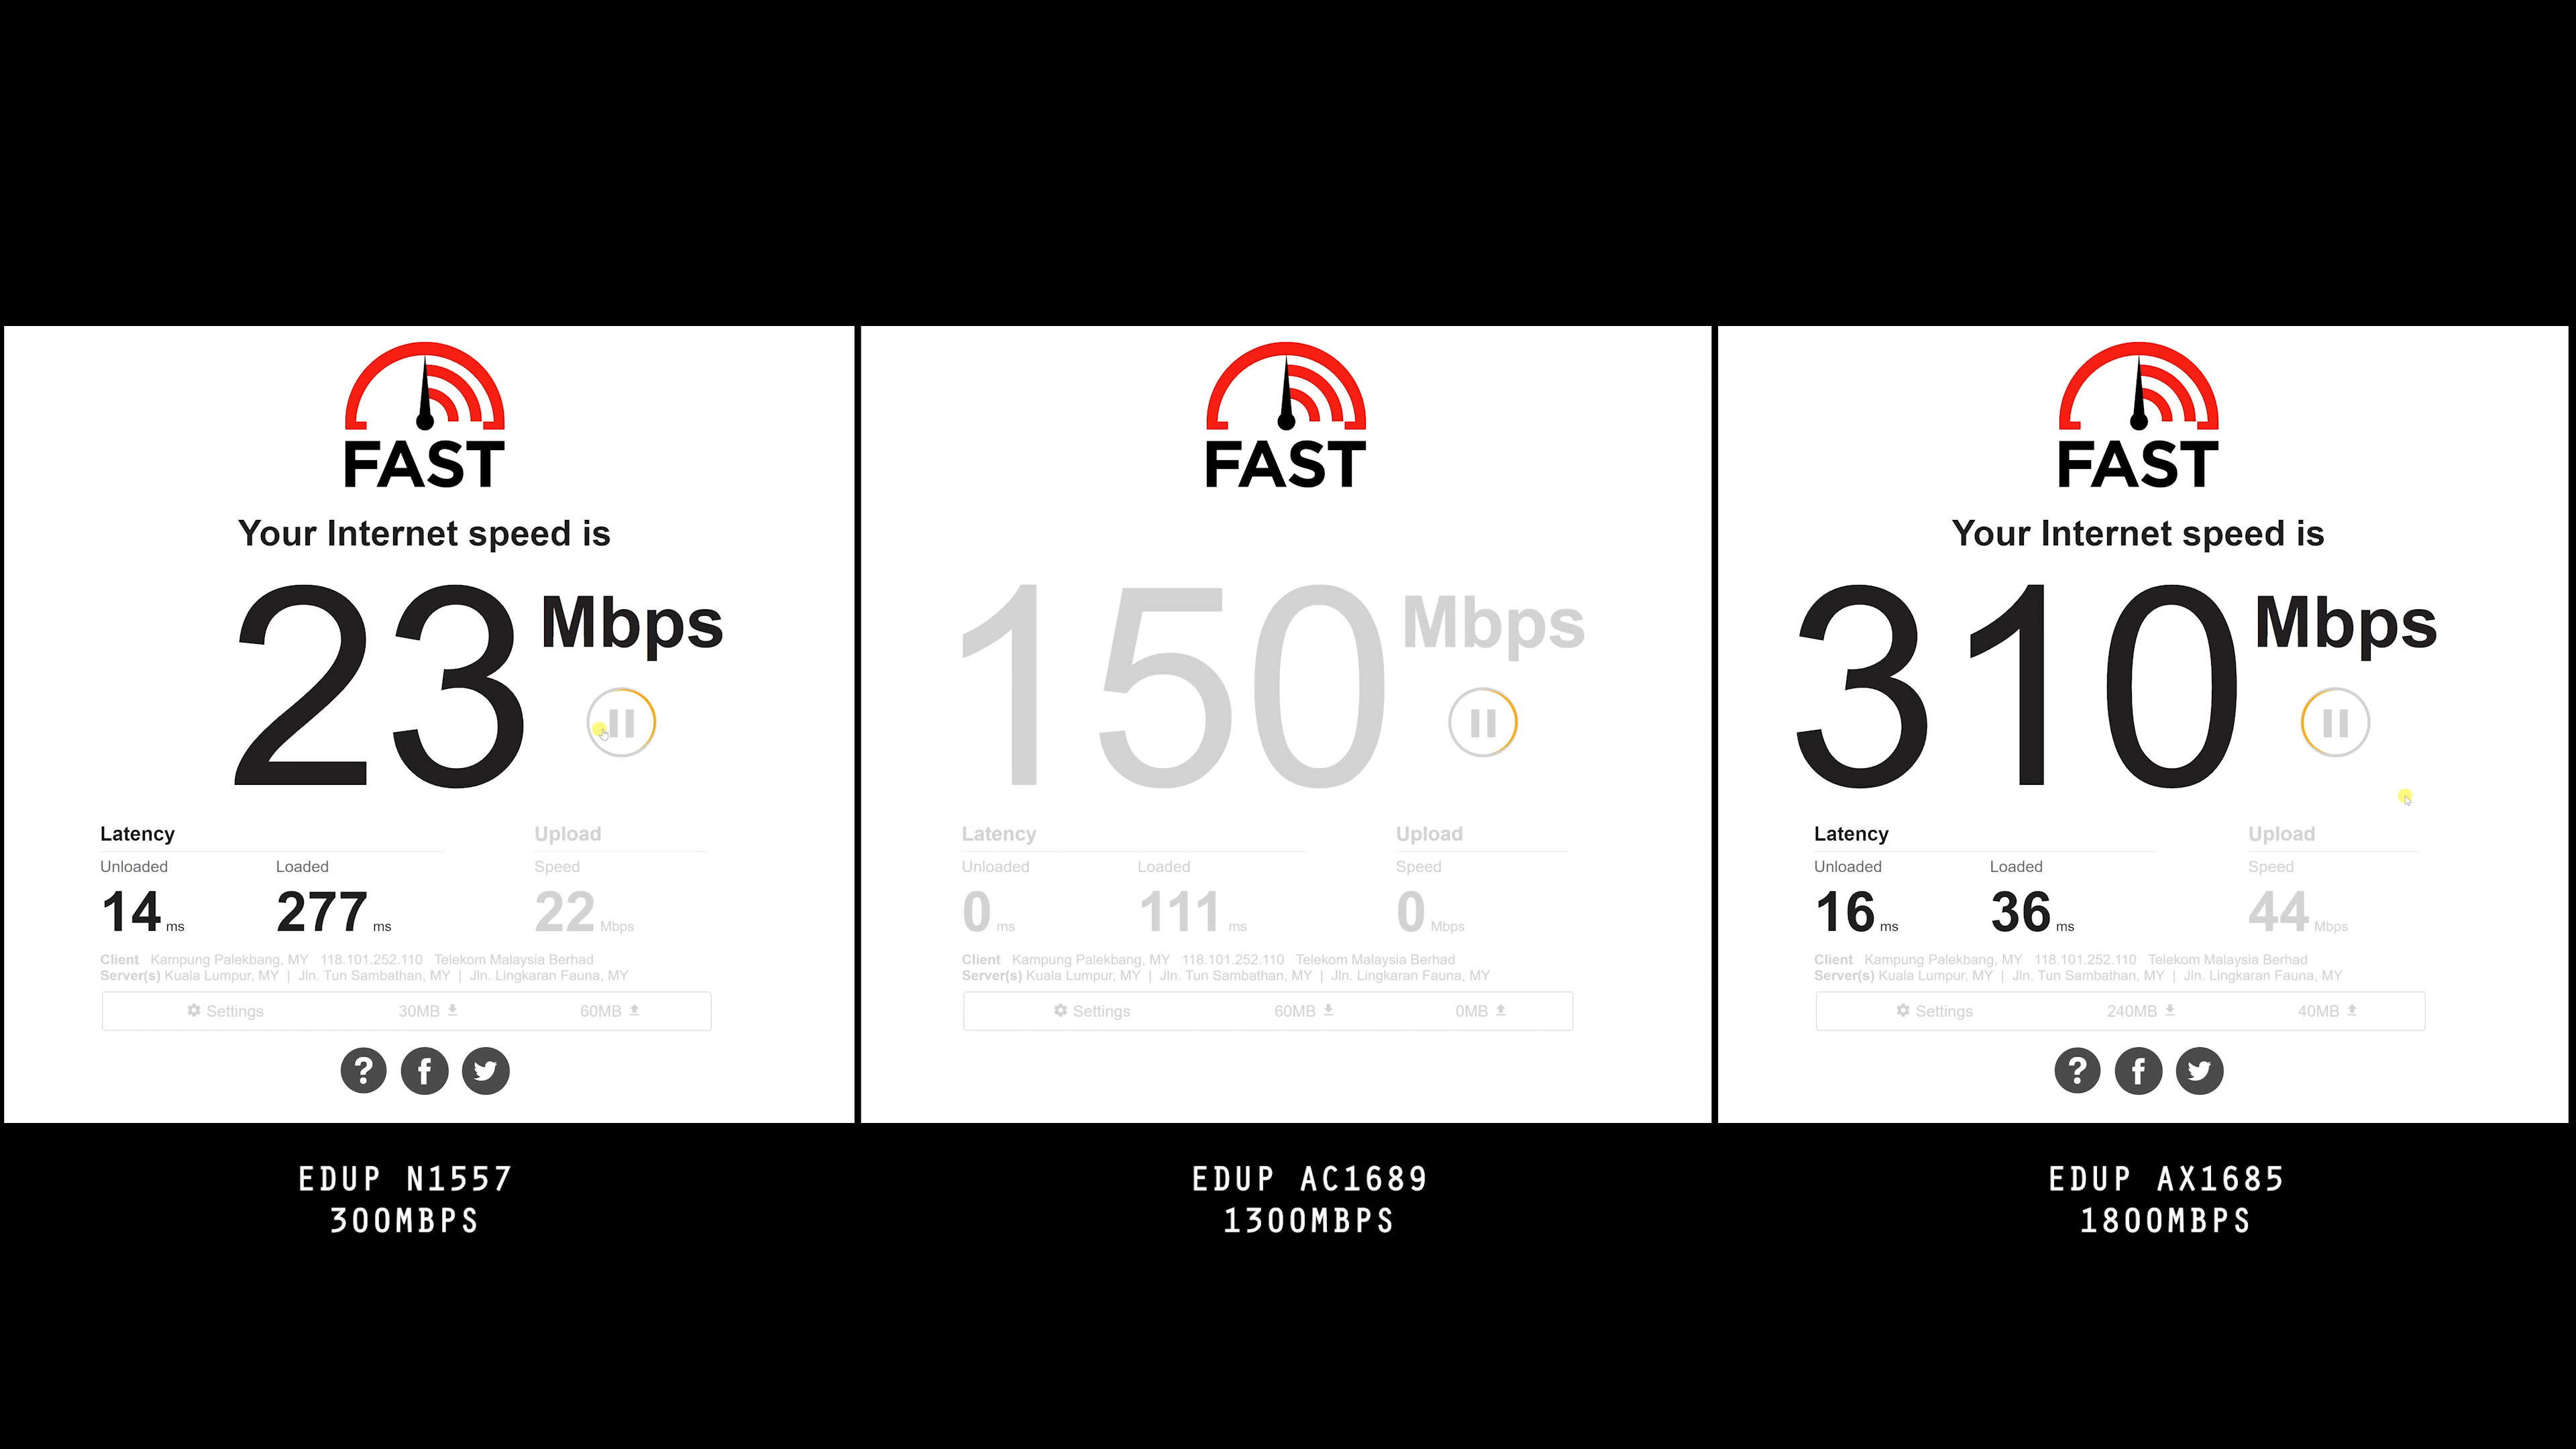 FAST
Your Internet speed is
23 Mbps
Latency Upload
Unloaded Loaded Speed
14 ms 277 ms 22 Mbps
Client Kampung Palekbang, MY 118.101.252.110 Telekom Malaysia Berhad
Server(s) Kuala Lumpur, MY | Jln. Tun Sambathan, MY | Jln. Lingkaran Fauna, MY
Settings 30MB 60MB
? f
EDUP N1557
300MBPS
FAST
150 Mbps
Latency Upload
Unloaded Loaded Speed
0 ms 111 ms 0 Mbps
Client Kampung Palekbang, MY 118.101.252.110 Telekom Malaysia Berhad
Server(s) Kuala Lumpur, MY | Jln. Tun Sambathan, MY | Jln. Lingkaran Fauna, MY
Settings 60MB 0MB
EDUP AC1689
1300MBPS
FAST
Your Internet speed is
310 Mbps
Latency Upload
Unloaded Loaded Speed
16 ms 36 ms 44 Mbps
Client Kampung Palekbang, MY 118.101.252.110 Telekom Malaysia Berhad
Server(s) Kuala Lumpur, MY | Jln. Tun Sambathan, MY | Jln. Lingkaran Fauna, MY
Settings 240MB 40MB
? f
EDUP AX1685
1800MBPS